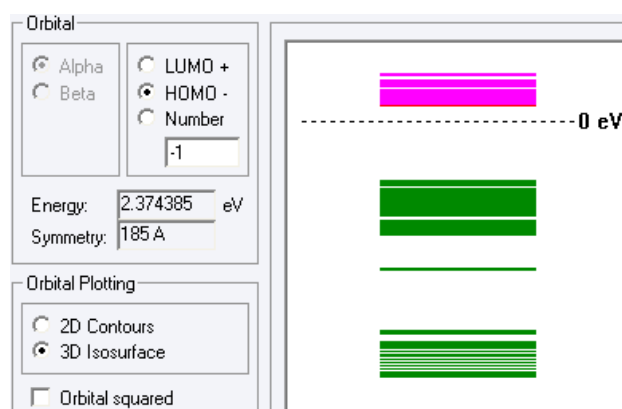 Orbital
Alpha
Beta
LUMO +
HOMO -
Number
-1
Energy: 2.374385 eV
Symmetry: 185 A
Orbital Plotting
2D Contours
3D Isosurface
Orbital squared
0 eV